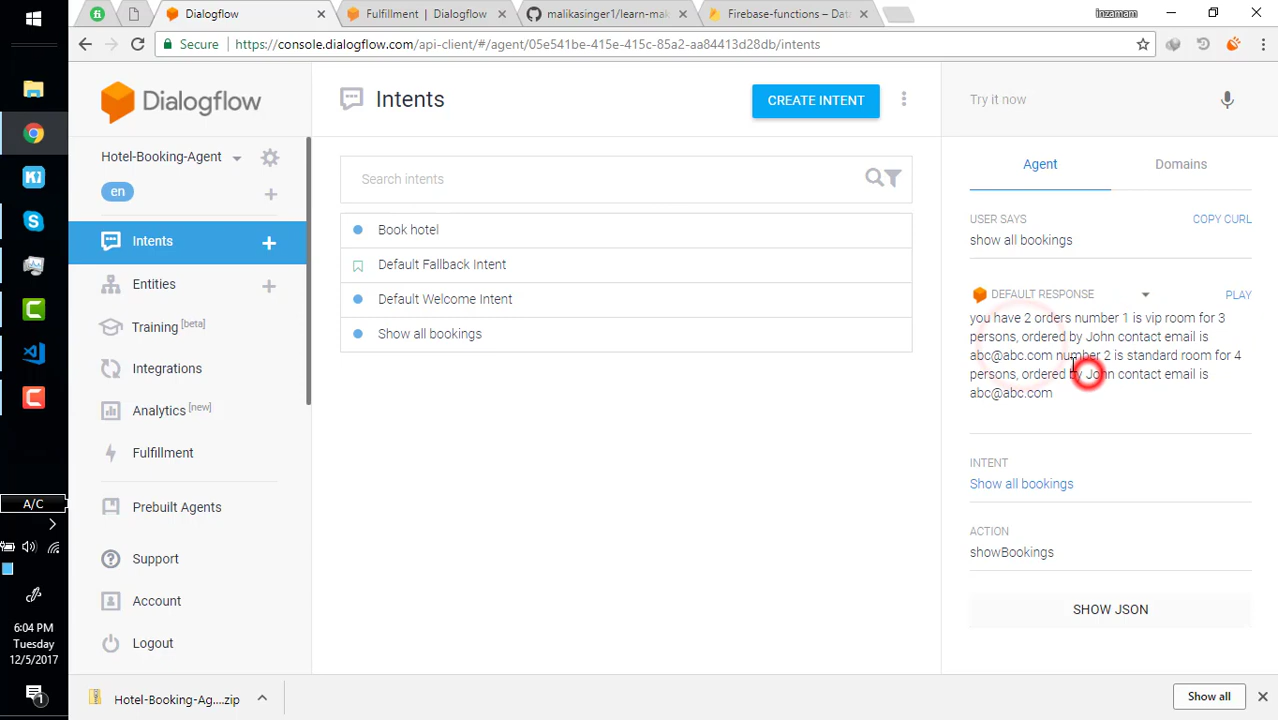 Dialogflow
Fulfillment | Dialogflow
malikasinger1/learn-mak
Firebase-functions – Dat
inzamam
Secure
https://console.dialogflow.com/api-client/#/agent/05e541be-415e-415c-85a2-aa84413d28db/intents
Dialogflow
Intents
CREATE INTENT
Try it now
Hotel-Booking-Agent
en
Search intents
Agent
Domains
Intents
Entities
Training [beta]
Integrations
Analytics [new]
Fulfillment
Prebuilt Agents
Support
Account
Logout
Book hotel
Default Fallback Intent
Default Welcome Intent
Show all bookings
USER SAYS
COPY CURL
show all bookings
DEFAULT RESPONSE
PLAY
you have 2 orders number 1 is vip room for 3
persons, ordered by John contact email is
abc@abc.com number 2 is standard room for 4
persons, ordered by John contact email is
abc@abc.com
INTENT
Show all bookings
ACTION
showBookings
SHOW JSON
A/C
6:04 PM
Tuesday
12/5/2017
1
Hotel-Booking-Ag....zip
Show all